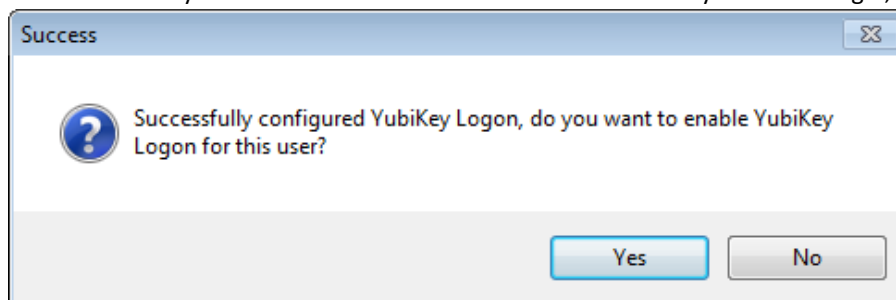 Success
Successfully configured YubiKey Logon, do you want to enable YubiKey
Logon for this user?
Yes
No